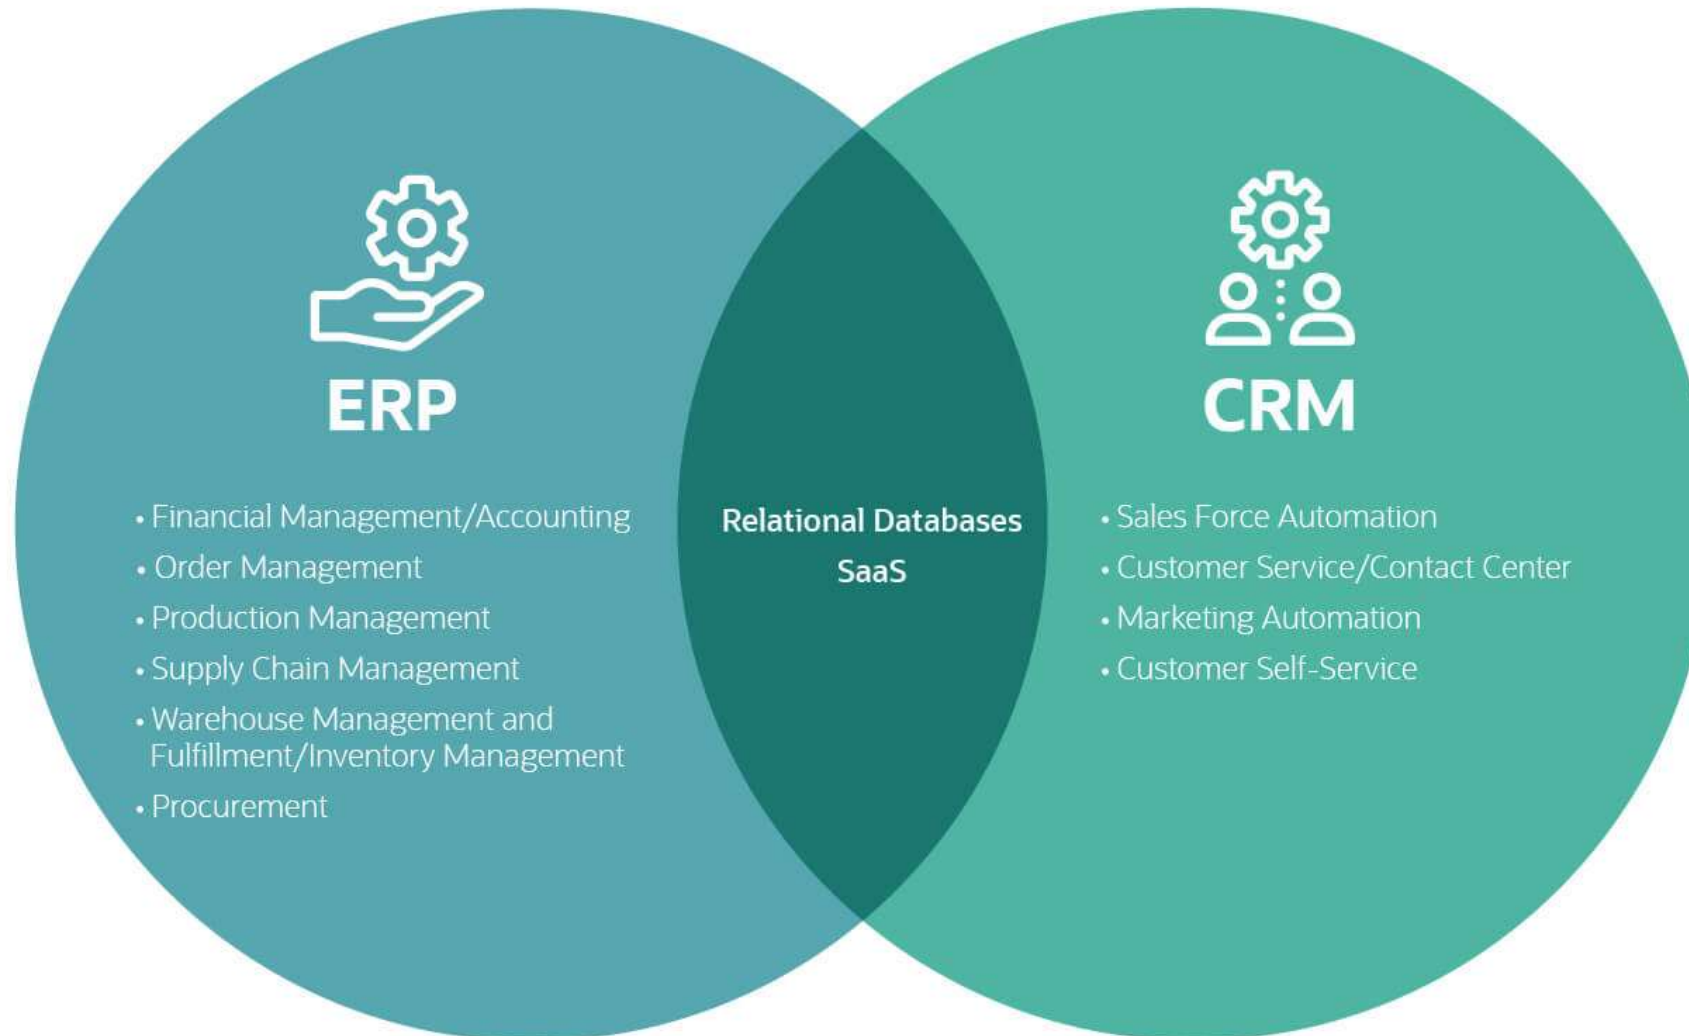 ERP
• Financial Management/Accounting
• Order Management
• Production Management
• Supply Chain Management
• Warehouse Management and
Fulfillment/Inventory Management
• Procurement
Relational Databases
SaaS
CRM
• Sales Force Automation
• Customer Service/Contact Center
• Marketing Automation
• Customer Self-Service